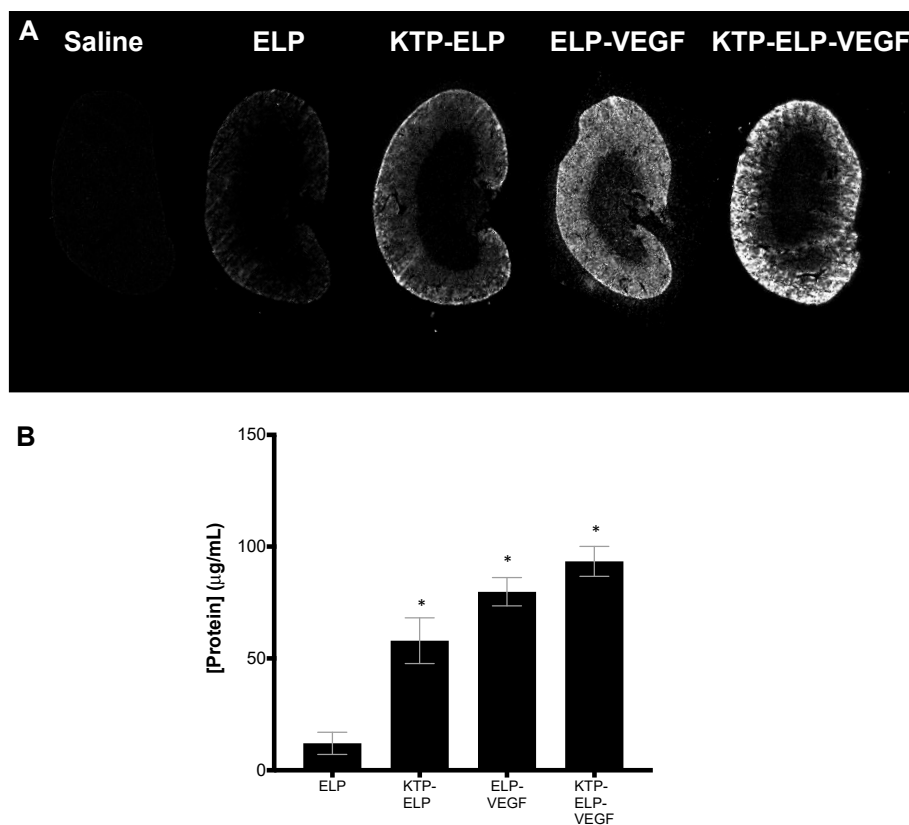 A
Saline ELP KTP-ELP ELP-VEGF KTP-ELP-VEGF
B
150
100
50
0
[Protein] (μg/mL)
*
*
*
ELP
KTP-
ELP
ELP-
VEGF
KTP-
ELP-
VEGF